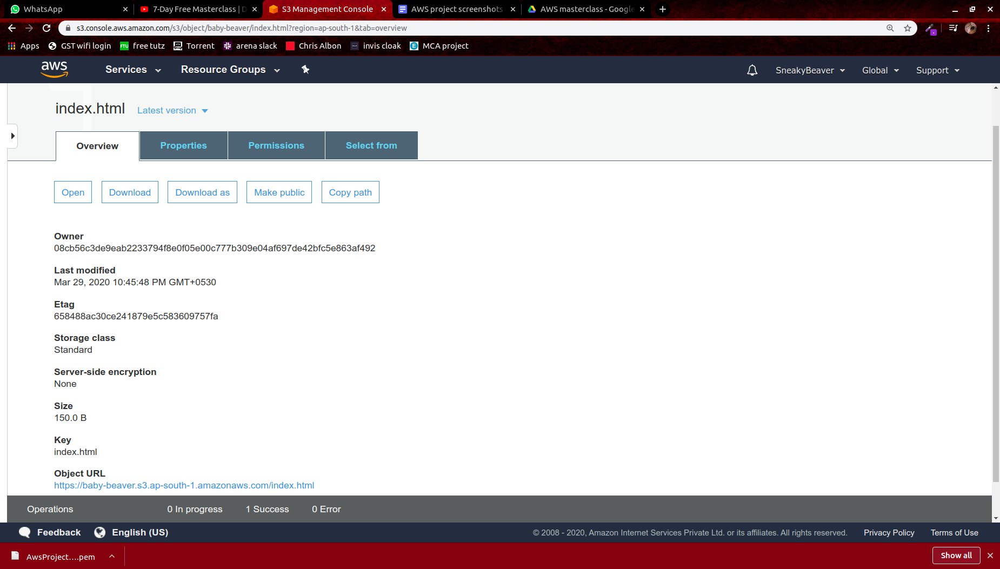 WhatsApp
7-Day Free Masterclass | D
S3 Management Console
AWS project screenshots
AWS masterclass - Google
s3.console.aws.amazon.com/s3/object/baby-beaver/index.html?region=ap-south-1&tab=overview
Apps
GST wifi login
FTU free tutz
Torrent
arena slack
Chris Albon
invis cloak
E MCA project
aws
Services
Resource Groups
SneakyBeaver
Global
Support
index.html
Latest version
Overview
Properties
Permissions
Select from
Open
Download
Download as
Make public
Copy path
Owner
08cb56c3de9eab2233794f8e0f05e00c777b309e04af697de42bfc5e863af492
Last modified
Mar 29, 2020 10:45:48 PM GMT+0530
Etag
658488ac30ce241879e5c583609757fa
Storage class
Standard
Server-side encryption
None
Size
150.0 B
Key
index.html
Object URL
https://baby-beaver.s3.ap-south-1.amazonaws.com/index.html
Operations
0 In progress
1 Success
0 Error
Feedback
English (US)
© 2008 - 2020, Amazon Internet Services Private Ltd. or its affiliates. All rights reserved.
Privacy Policy
Terms of Use
AwsProject....pem
Show all